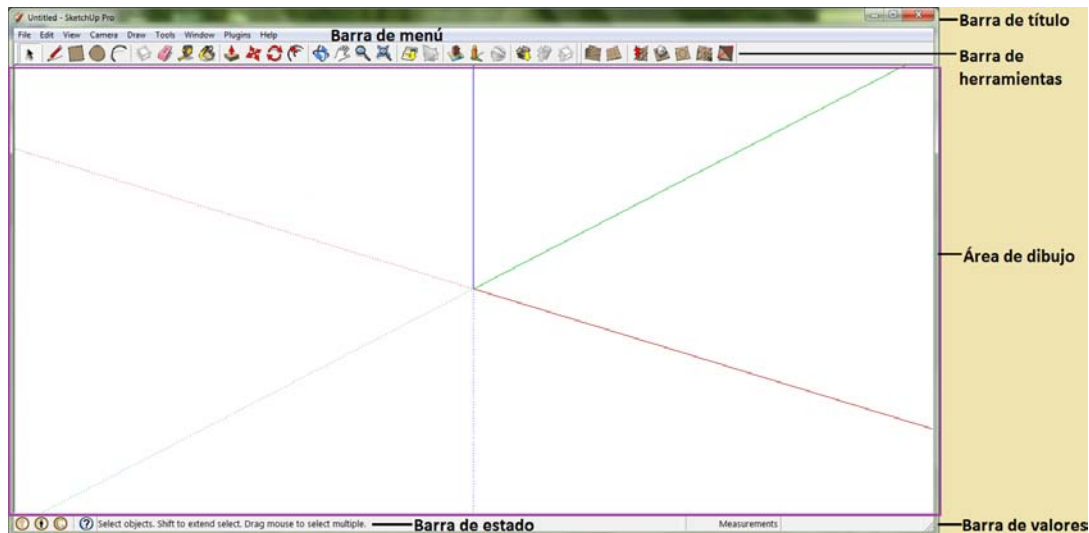 Untitled - SketchUp Pro
Barra de título
File Edit View Camera Draw Tools Window Plugins Help
Barra de menú
Barra de
herramientas
Área de dibujo
Select objects. Shift to extend select. Drag mouse to select multiple.
Barra de estado
Measurements
Barra de valores